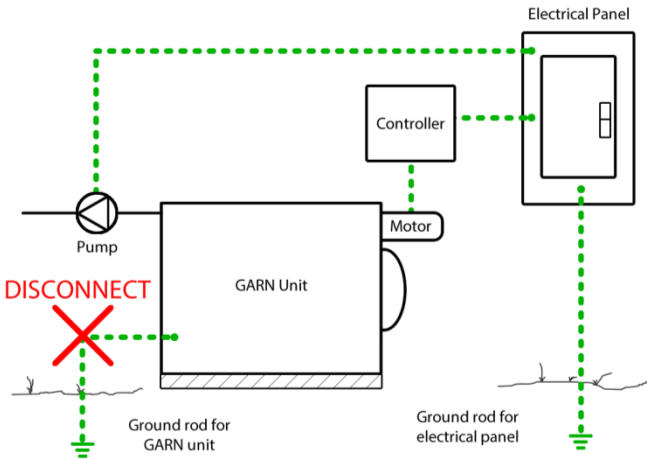 Electrical Panel
Controller
Motor
Pump
GARN Unit
DISCONNECT
Ground rod for
GARN unit
Ground rod for
electrical panel